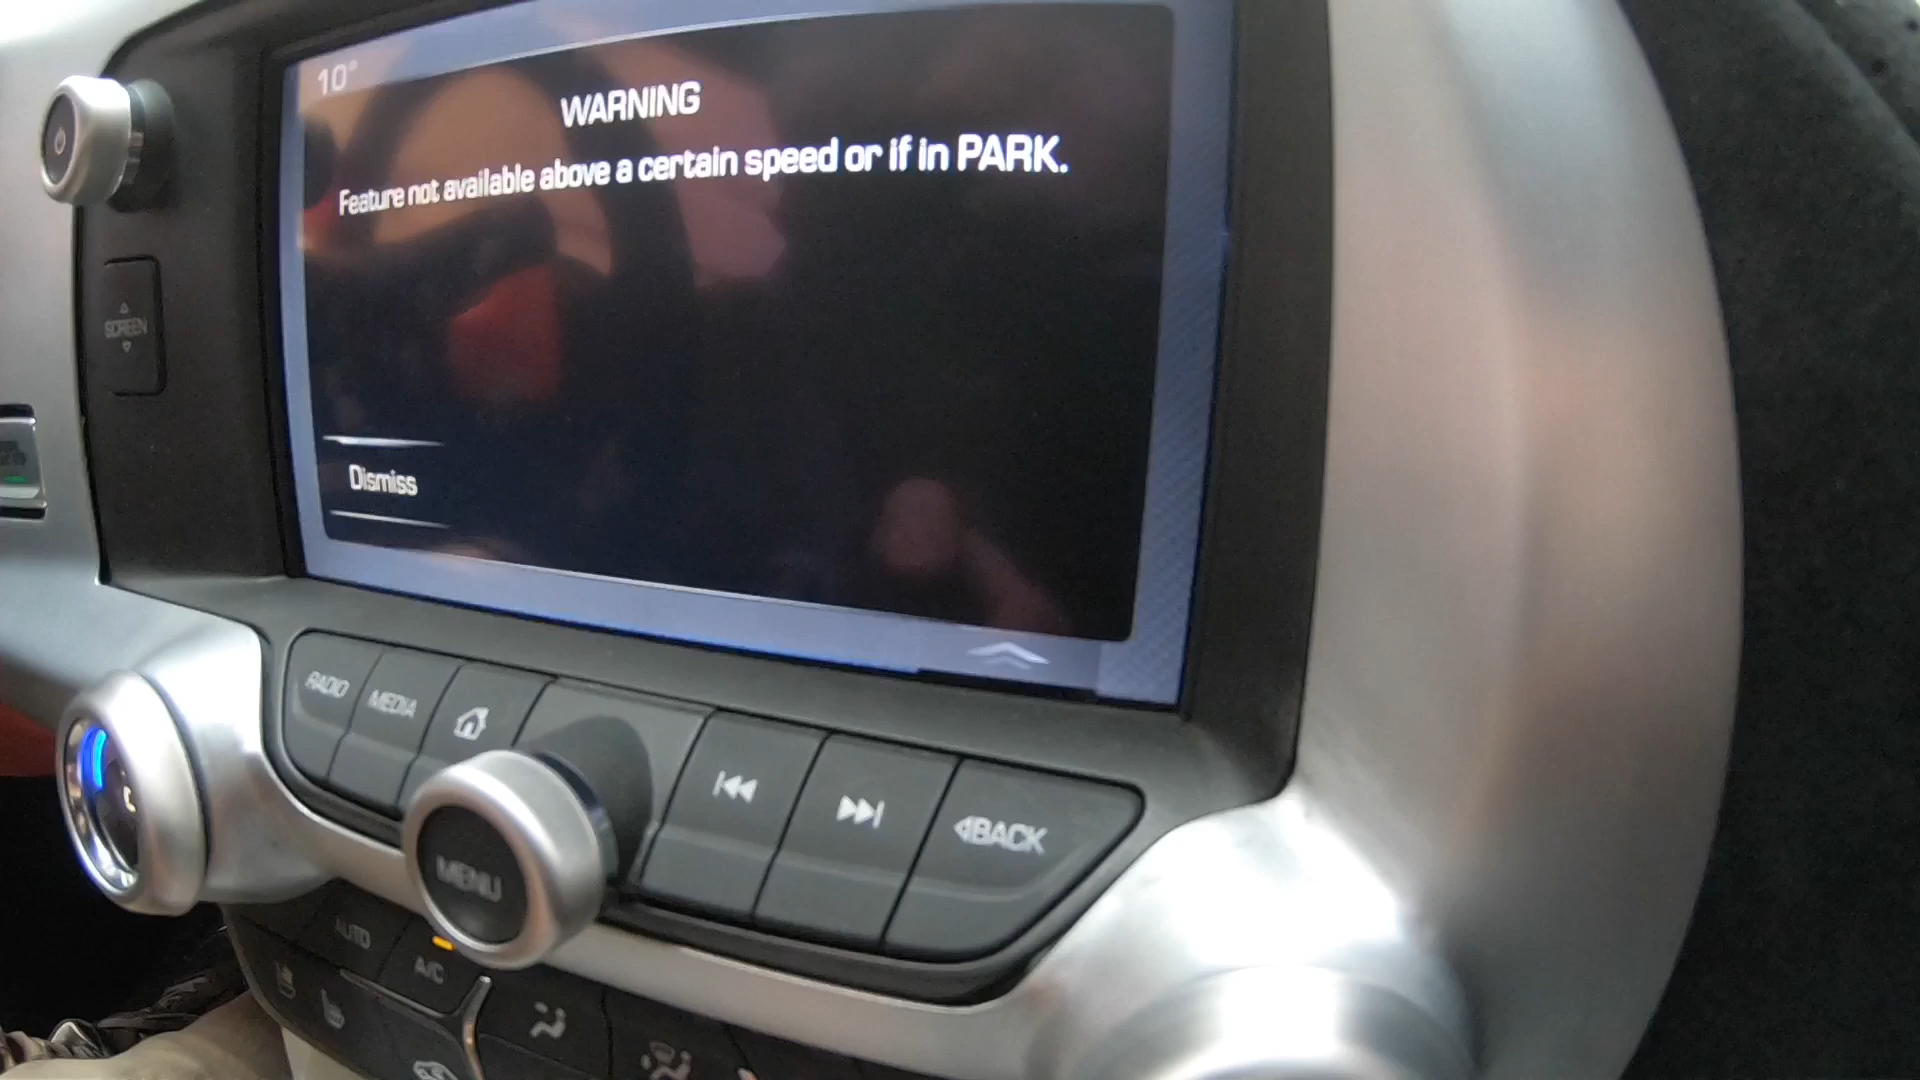 10°
WARNING
Feature not available above a certain speed or if in PARK.
SCREEN
Dismiss
RADIO
MEDIA
BACK
MENU
AUTO
A/C